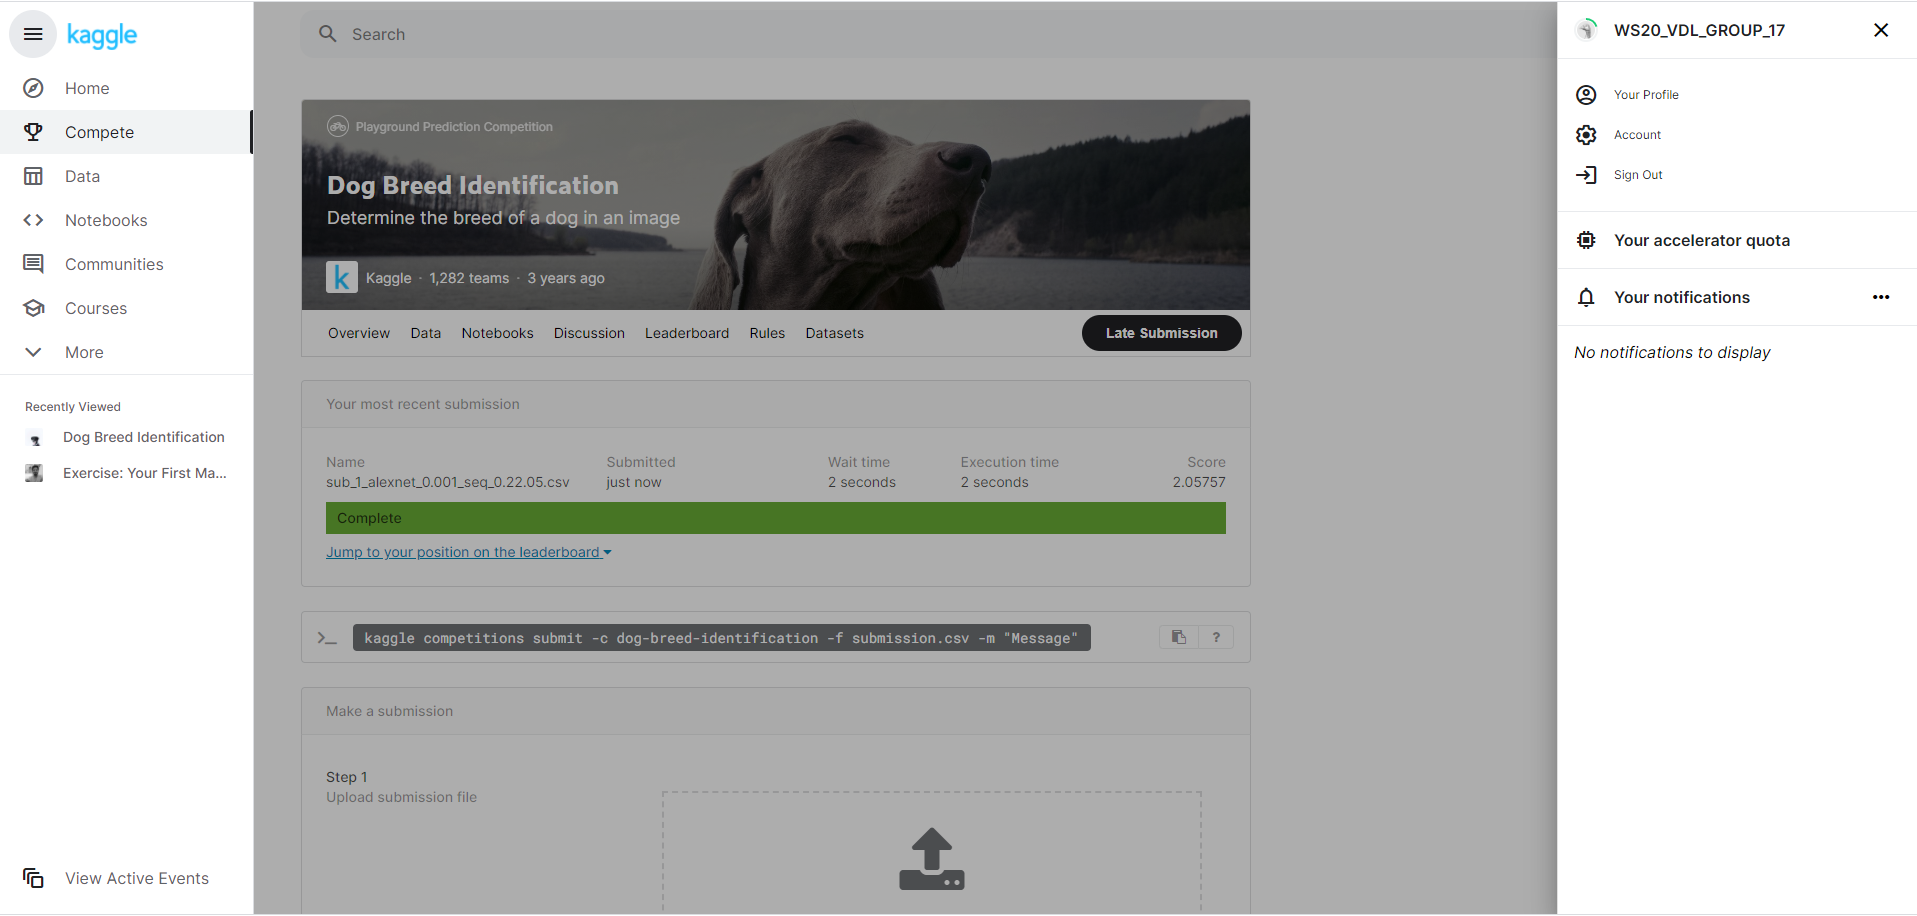 kaggle
Home
Compete
Data
Notebooks
Communities
Courses
More
Recently Viewed
Dog Breed Identification
Exercise: Your First Ma...
View Active Events
Search
Playground Prediction Competition
Dog Breed Identification
Determine the breed of a dog in an image
k
Kaggle · 1,282 teams · 3 years ago
Overview Data Notebooks Discussion Leaderboard Rules Datasets Late Submission
Your most recent submission
Name Submitted Wait time Execution time Score
sub_1_alexnet_0.001_seq_0.22.05.csv just now 2 seconds 2 seconds 2.05757
Complete
Jump to your position on the leaderboard
>_ kaggle competitions submit -c dog-breed-identification -f submission.csv -m "Message" ?
Make a submission
Step 1
Upload submission file
WS20_VDL_GROUP_17
Your Profile
Account
Sign Out
Your accelerator quota
Your notifications
No notifications to display